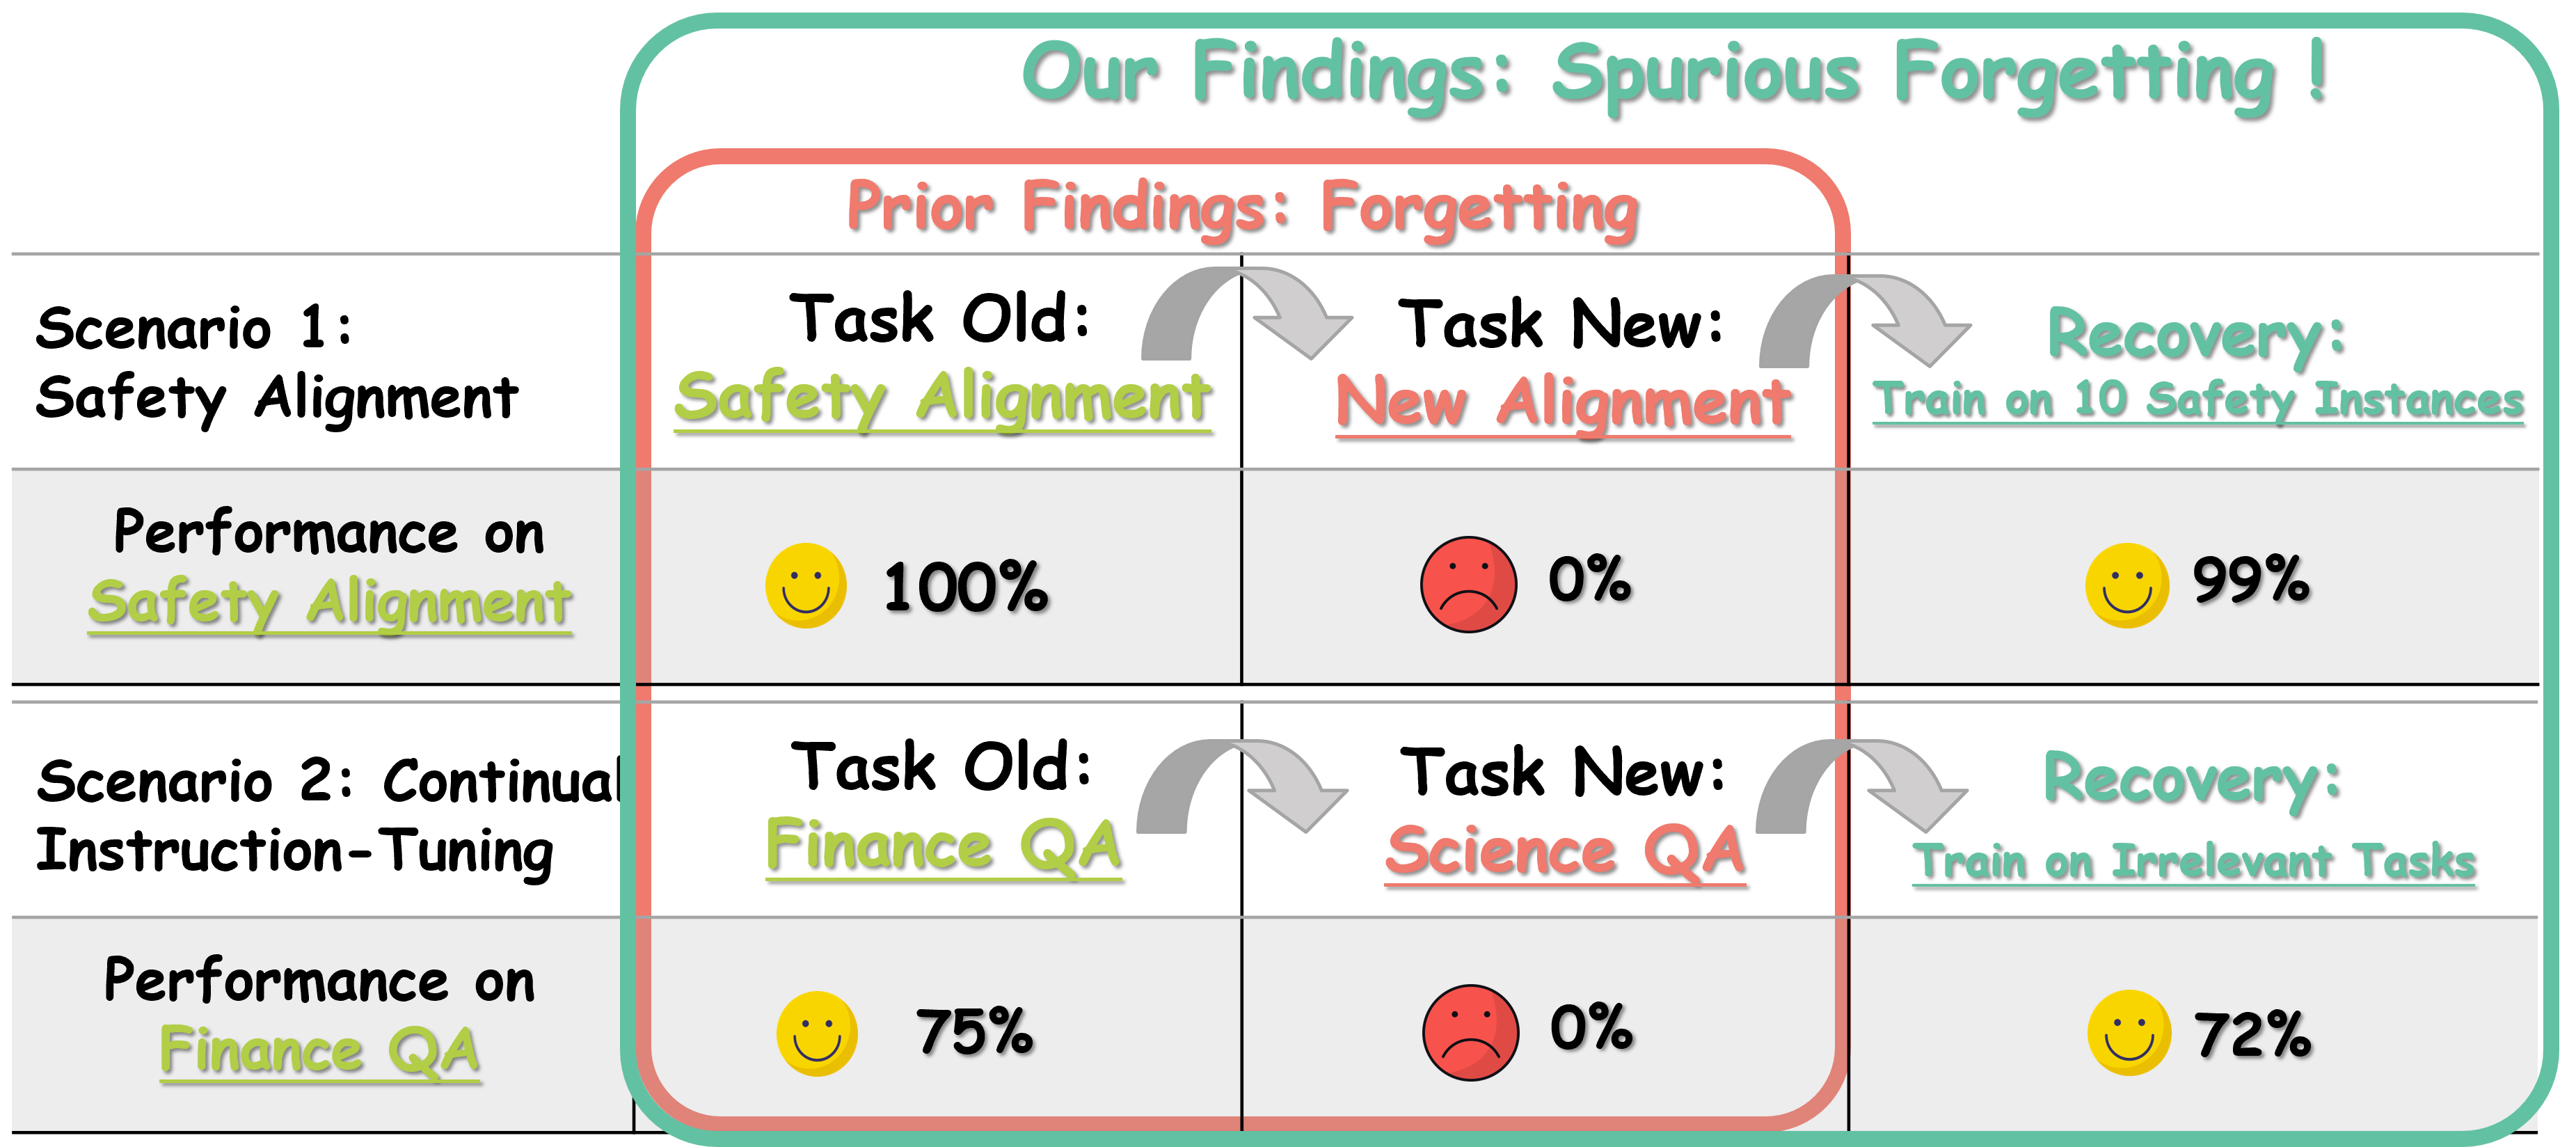 Our Findings: Spurious Forgetting !
Prior Findings: Forgetting
Scenario 1:
Safety Alignment
Task Old:
Safety Alignment
Task New:
New Alignment
Recovery:
Train on 10 Safety Instances
Performance on
Safety Alignment
100%
0%
99%
Scenario 2: Continual
Instruction-Tuning
Task Old:
Finance QA
Task New:
Science QA
Recovery:
Train on Irrelevant Tasks
Performance on
Finance QA
75%
0%
72%